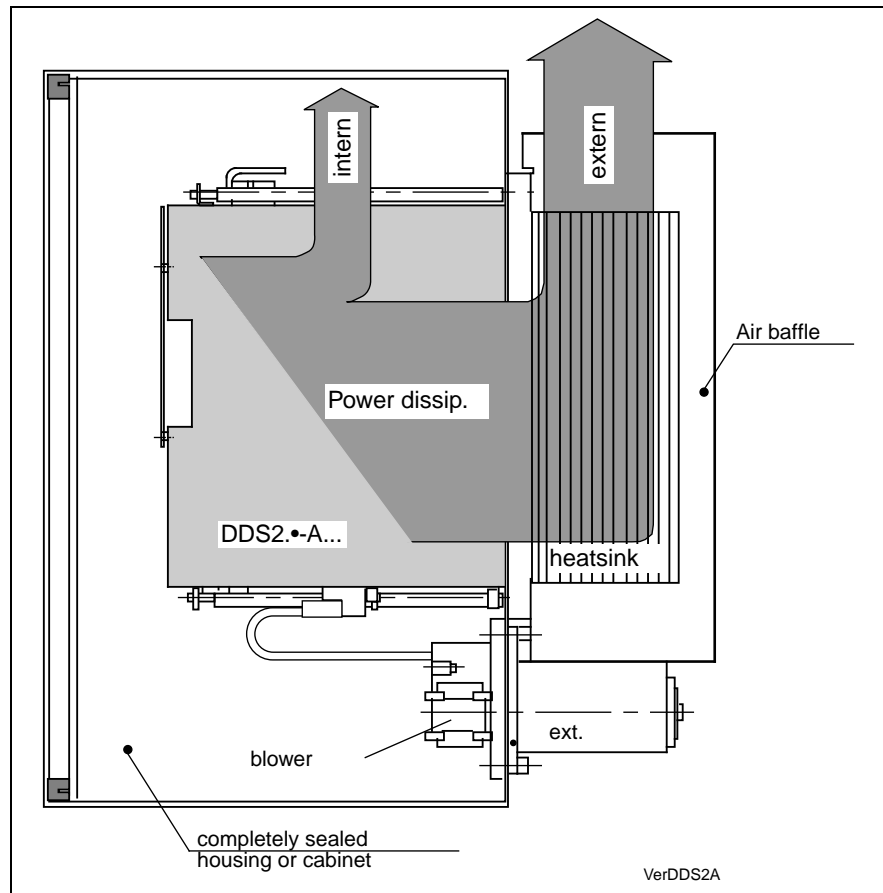 intern
extern
Air baffle
Power dissip.
DDS2.•-A...
heatsink
ext.
blower
completely sealed
housing or cabinet
VerDDS2A